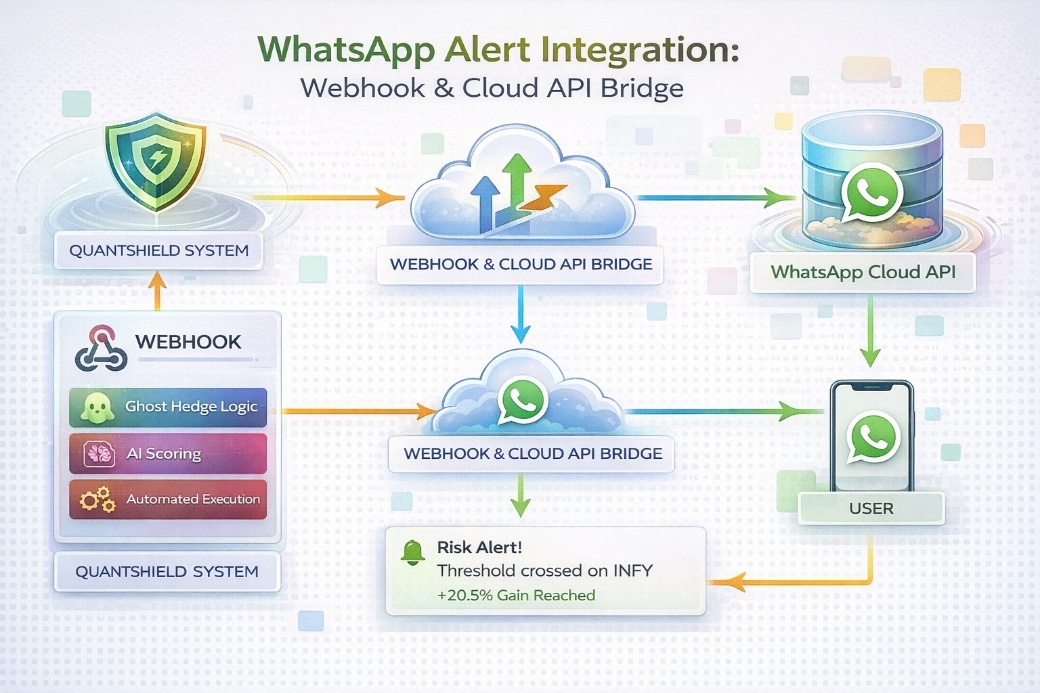 WhatsApp Alert Integration:
Webhook & Cloud API Bridge
QUANTSHIELD SYSTEM
WEBHOOK & CLOUD API BRIDGE
WhatsApp Cloud API
WEBHOOK
Ghost Hedge Logic
AI Scoring
Automated Execution
QUANTSHIELD SYSTEM
WEBHOOK & CLOUD API BRIDGE
USER
Risk Alert!
Threshold crossed on INFY
+20.5% Gain Reached